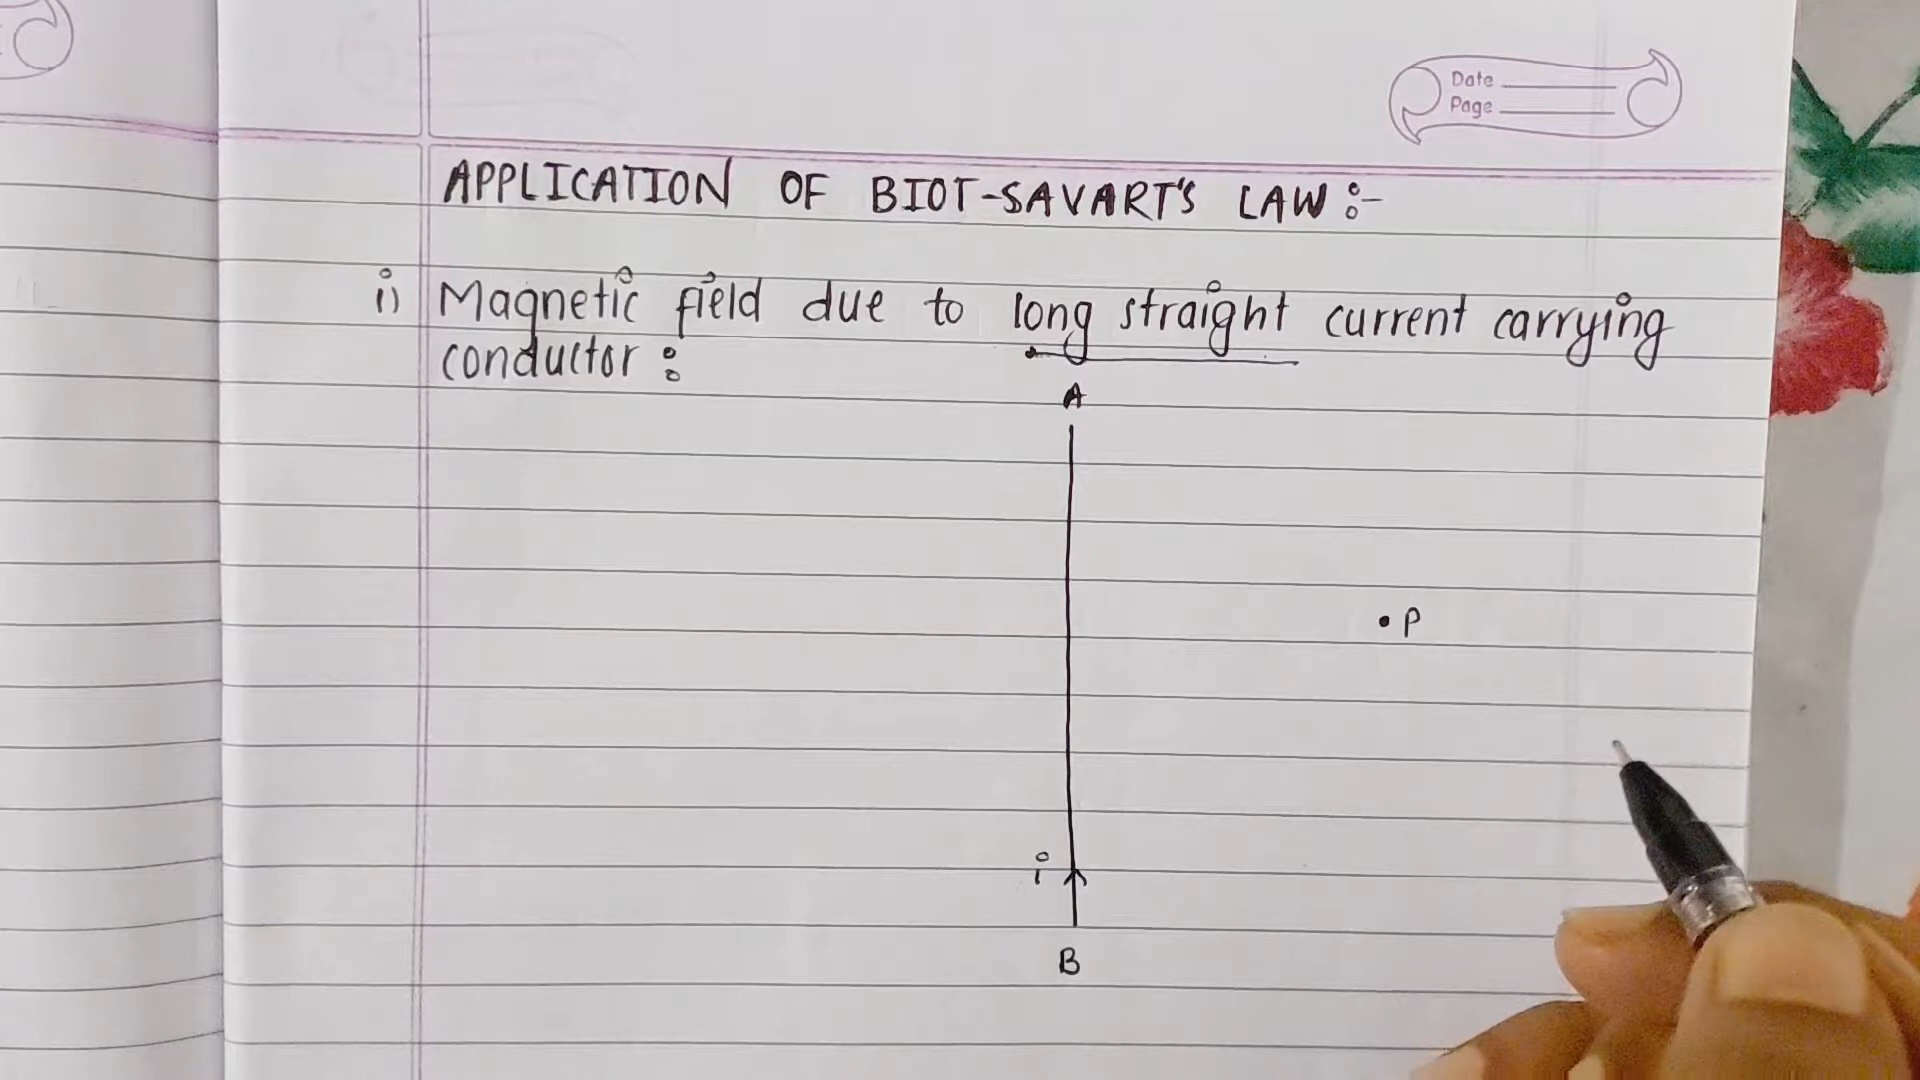 Date
Page
APPLICATION OF BIOT-SAVART'S LAW :-
i) Magnetic field due to long straight current carrying
conductor :
A
P
i
B